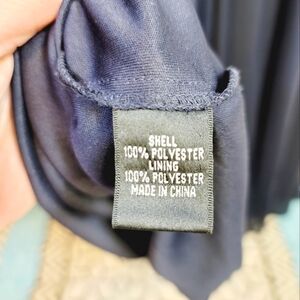 SHELL
100% POLYESTER
LINING
100% POLYESTER
MADE IN CHINA